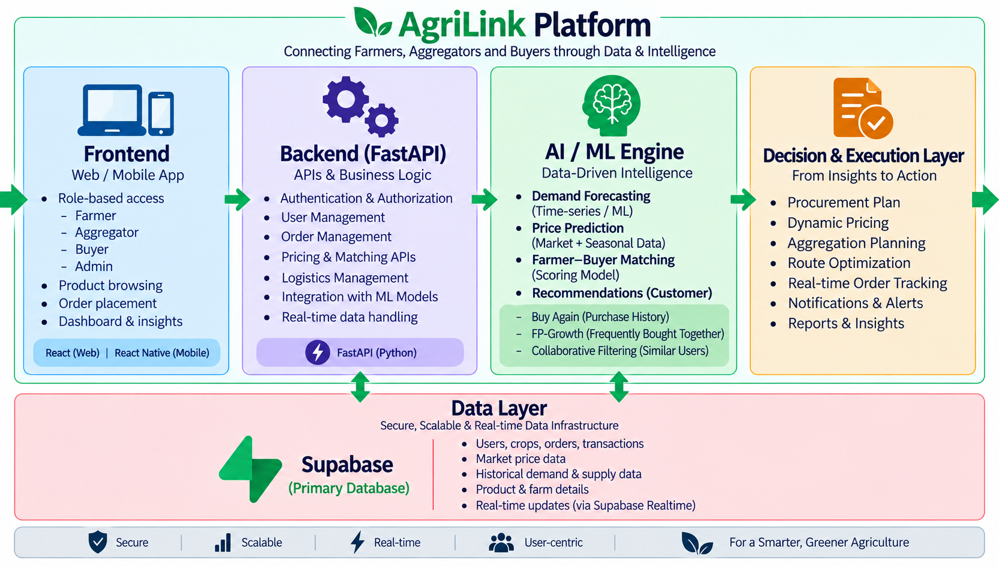 AgriLink Platform
Connecting Farmers, Aggregators and Buyers through Data & Intelligence
Frontend
Web / Mobile App
• Role-based access
– Farmer
– Aggregator
– Buyer
– Admin
• Product browsing
• Order placement
• Dashboard & insights
React (Web) | React Native (Mobile)
Backend (FastAPI)
APIs & Business Logic
• Authentication & Authorization
• User Management
• Order Management
• Pricing & Matching APIs
• Logistics Management
• Integration with ML Models
• Real-time data handling
FastAPI (Python)
AI / ML Engine
Data-Driven Intelligence
• Demand Forecasting
(Time-series / ML)
• Price Prediction
(Market + Seasonal Data)
• Farmer–Buyer Matching
(Scoring Model)
• Recommendations (Customer)
– Buy Again (Purchase History)
– FP-Growth (Frequently Bought Together)
– Collaborative Filtering (Similar Users)
Decision & Execution Layer
From Insights to Action
• Procurement Plan
• Dynamic Pricing
• Aggregation Planning
• Route Optimization
• Real-time Order Tracking
• Notifications & Alerts
• Reports & Insights
Data Layer
Secure, Scalable & Real-time Data Infrastructure
Supabase
(Primary Database)
• Users, crops, orders, transactions
• Market price data
• Historical demand & supply data
• Product & farm details
• Real-time updates (via Supabase Realtime)
Secure | Scalable | Real-time | User-centric | For a Smarter, Greener Agriculture